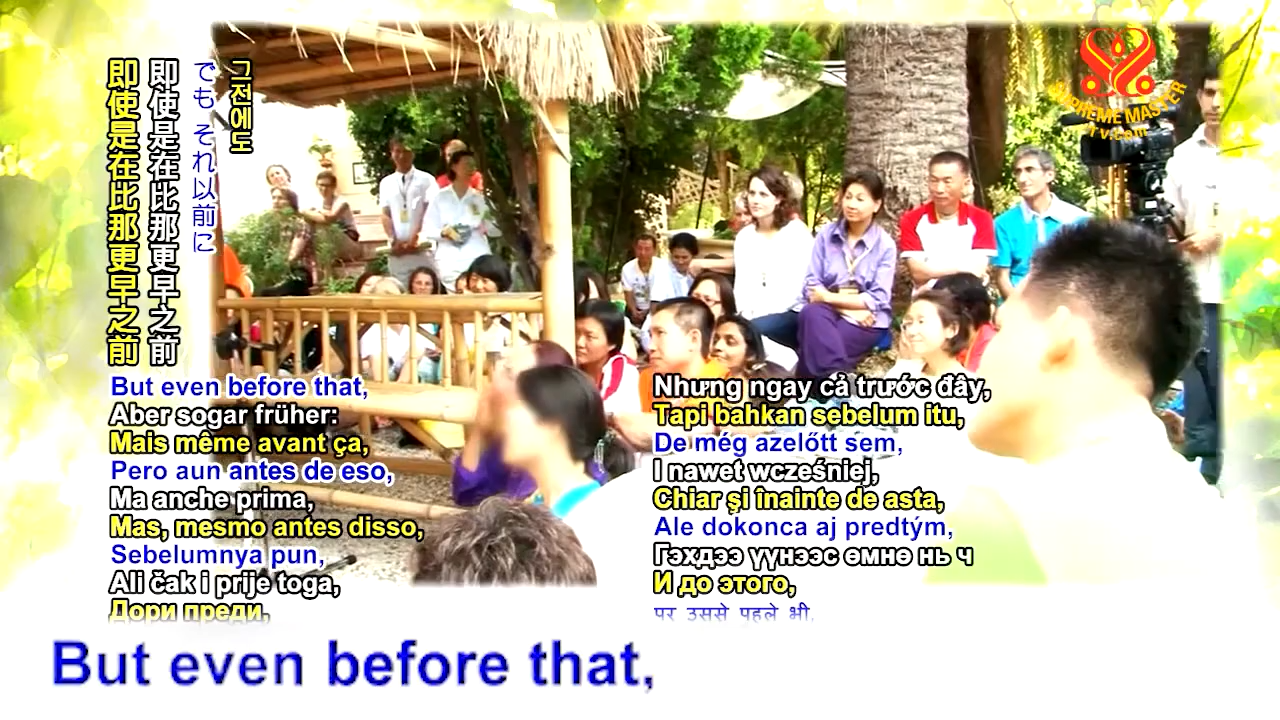 SUPREME MASTER
TV.com
그전에도
でも それ以前に
即使是在比那更早之前
即使是在比那更早之前
But even before that,
Aber sogar früher:
Mais même avant ça,
Pero aun antes de eso,
Ma anche prima,
Mas, mesmo antes disso,
Sebelumnya pun,
Ali čak i prije toga,
Дори преди,
Nhưng ngay cả trước đây,
Tapi bahkan sebelum itu,
De még azelőtt sem,
I nawet wcześniej,
Chiar şi înainte de asta,
Ale dokonca aj predtým,
Гэхдээ үүнээс өмнө нь ч
И до этого,
पर उससे पहले भी,
But even before that,